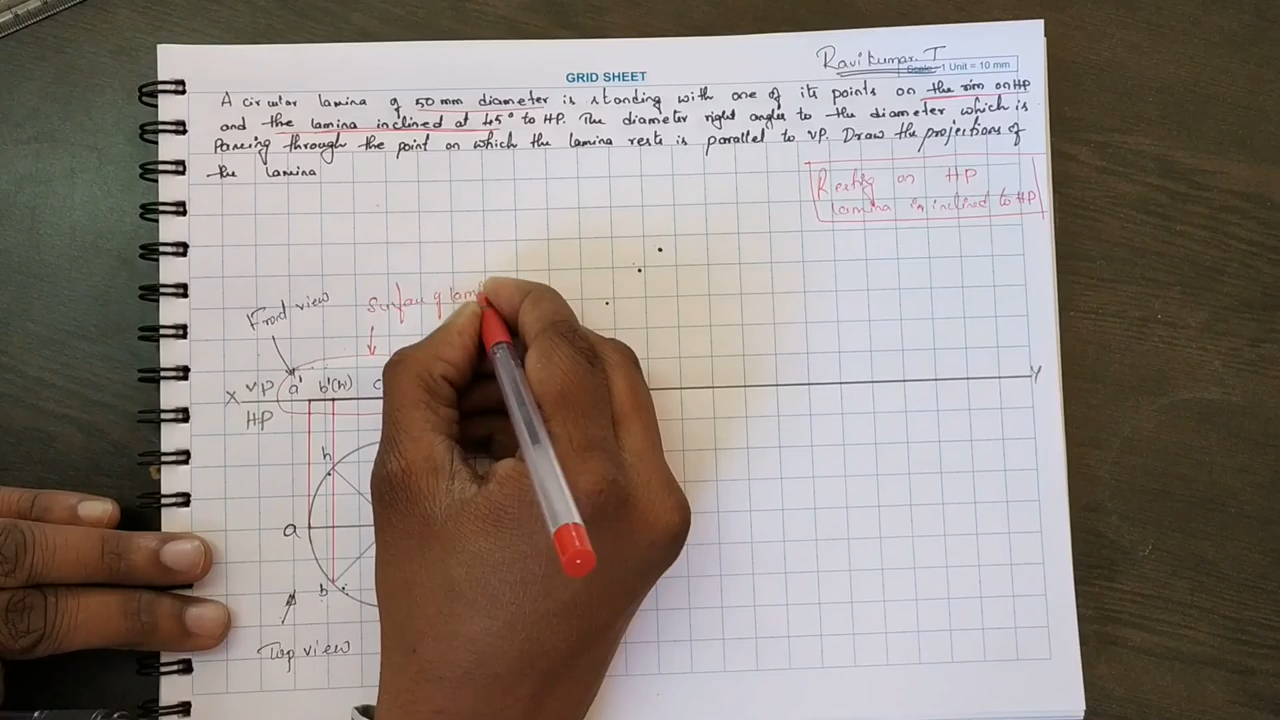 Ravikumar. T
GRID SHEET
Scale - 1 Unit = 10 mm
A circular lamina of 50 mm diameter is standing with one of its points on the rim on HP
and the lamina inclined at 45° to HP. The diameter right angles to the diameter which is
Passing through the point on which the lamina rests is parallel to VP. Draw the projections of
the lamina
Resting on HP
lamina is inclined to HP
Front view
Surface of lami
X VP a' b'(h') c Y
HP
h
a
b
Top view